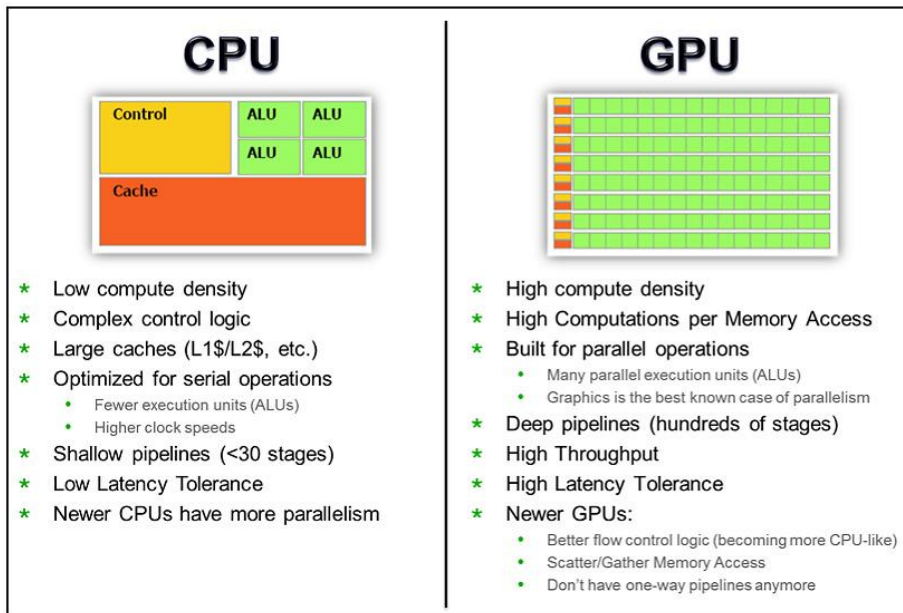 CPU
Control
ALU ALU
ALU ALU
Cache
* Low compute density
* Complex control logic
* Large caches (L1$/L2$, etc.)
* Optimized for serial operations
• Fewer execution units (ALUs)
• Higher clock speeds
* Shallow pipelines (<30 stages)
* Low Latency Tolerance
* Newer CPUs have more parallelism
GPU
* High compute density
* High Computations per Memory Access
* Built for parallel operations
• Many parallel execution units (ALUs)
• Graphics is the best known case of parallelism
* Deep pipelines (hundreds of stages)
* High Throughput
* High Latency Tolerance
* Newer GPUs:
• Better flow control logic (becoming more CPU-like)
• Scatter/Gather Memory Access
• Don't have one-way pipelines anymore